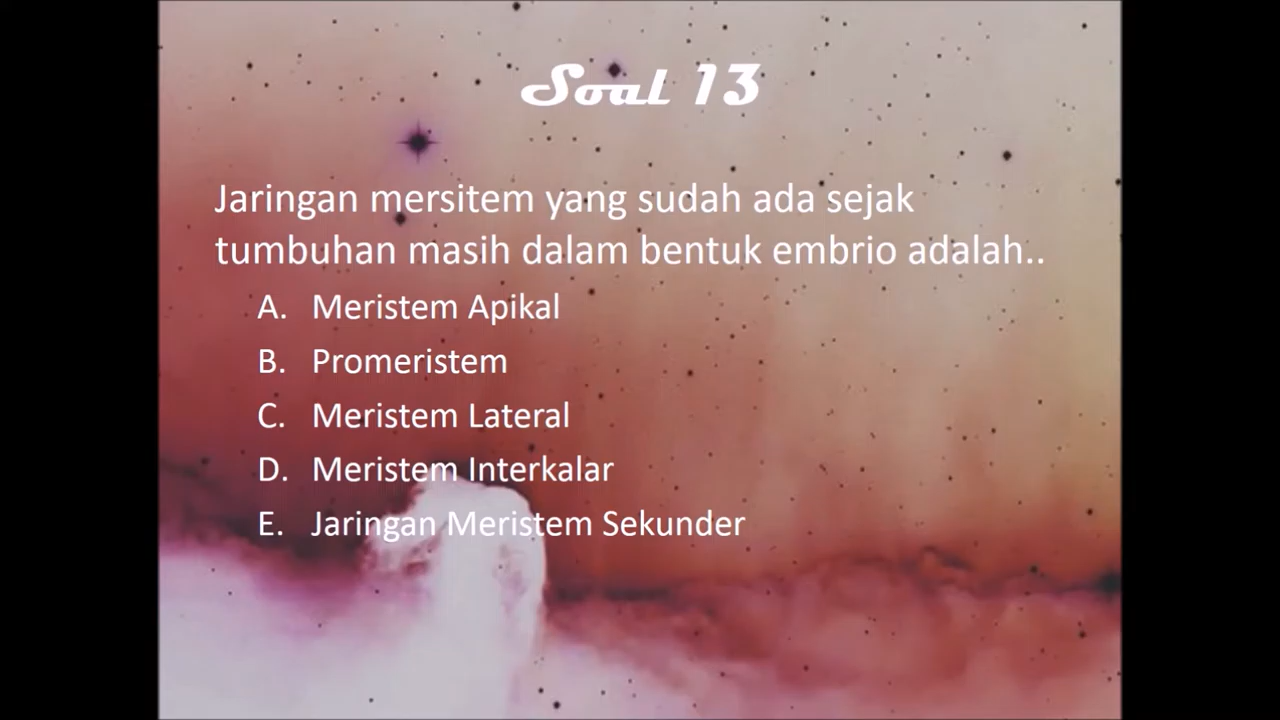 Soal 13
Jaringan mersitem yang sudah ada sejak
tumbuhan masih dalam bentuk embrio adalah..
A. Meristem Apikal
B. Promeristem
C. Meristem Lateral
D. Meristem Interkalar
E. Jaringan Meristem Sekunder